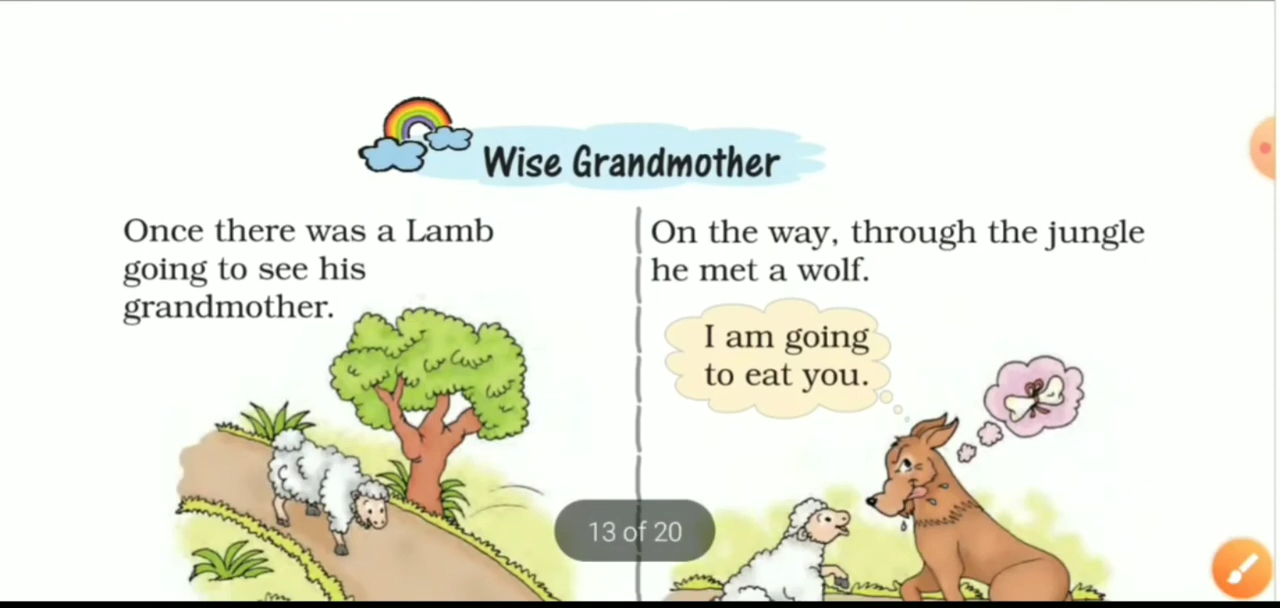 Wise Grandmother
Once there was a Lamb
going to see his
grandmother.
On the way, through the jungle
he met a wolf.
I am going
to eat you.
13 of 20